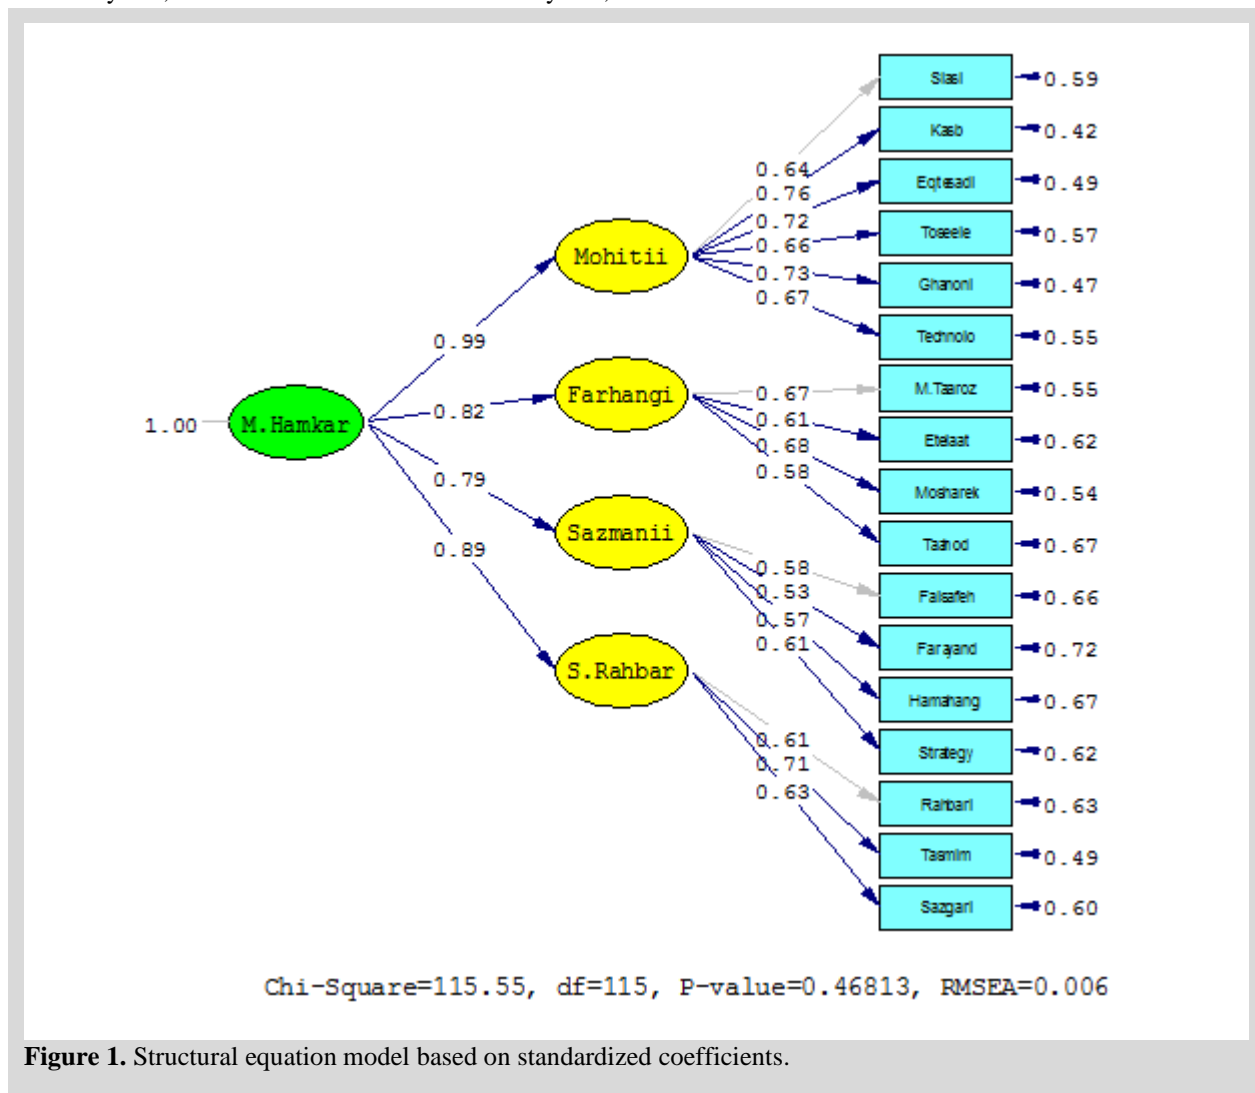 Siasi
0.59
Kasb
0.42
0.64
0.76
Eqtesadi
0.49
0.72
Toseele
0.57
0.66
Mohitii
0.73
Ghanoni
0.47
0.67
Technolo
0.55
0.99
M.Taaroz
0.55
Farhangi
0.67
0.82
0.61
1.00
M.Hamkar
Etelaat
0.62
0.68
0.58
0.79
Mosharek
0.54
Sazmanii
Taahod
0.67
0.89
0.58
0.53
Falsafeh
0.66
0.57
0.61
Farayand
0.72
S.Rahbar
Hamahang
0.67
0.61
Strategy
0.62
0.71
0.63
Rahbari
0.63
Tasmim
0.49
Sazgari
0.60
Chi-Square=115.55, df=115, P-value=0.46813, RMSEA=0.006
Figure 1. Structural equation model based on standardized coefficients.